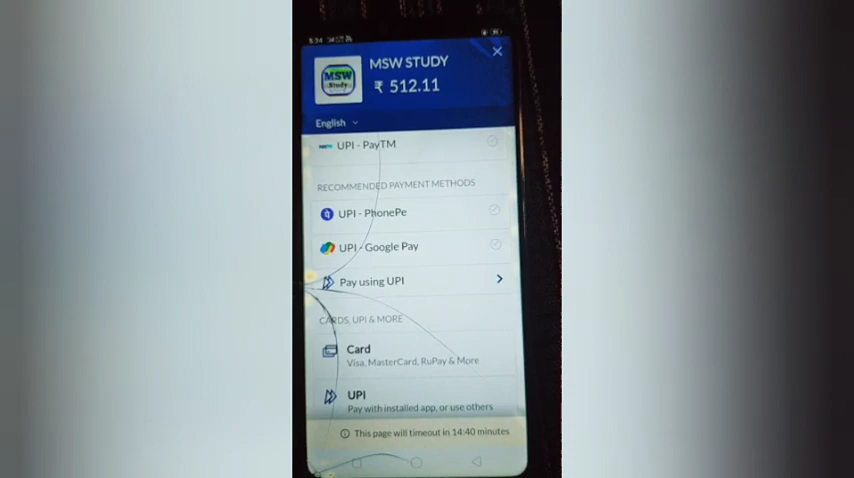 5:34
MSW STUDY
MSW
Study
₹ 512.11
English
UPI - PayTM
RECOMMENDED PAYMENT METHODS
UPI - PhonePe
UPI - Google Pay
Pay using UPI
CARDS, UPI & MORE
Card
Visa, MasterCard, RuPay & More
UPI
Pay with installed app, or use others
This page will timeout in 14:40 minutes